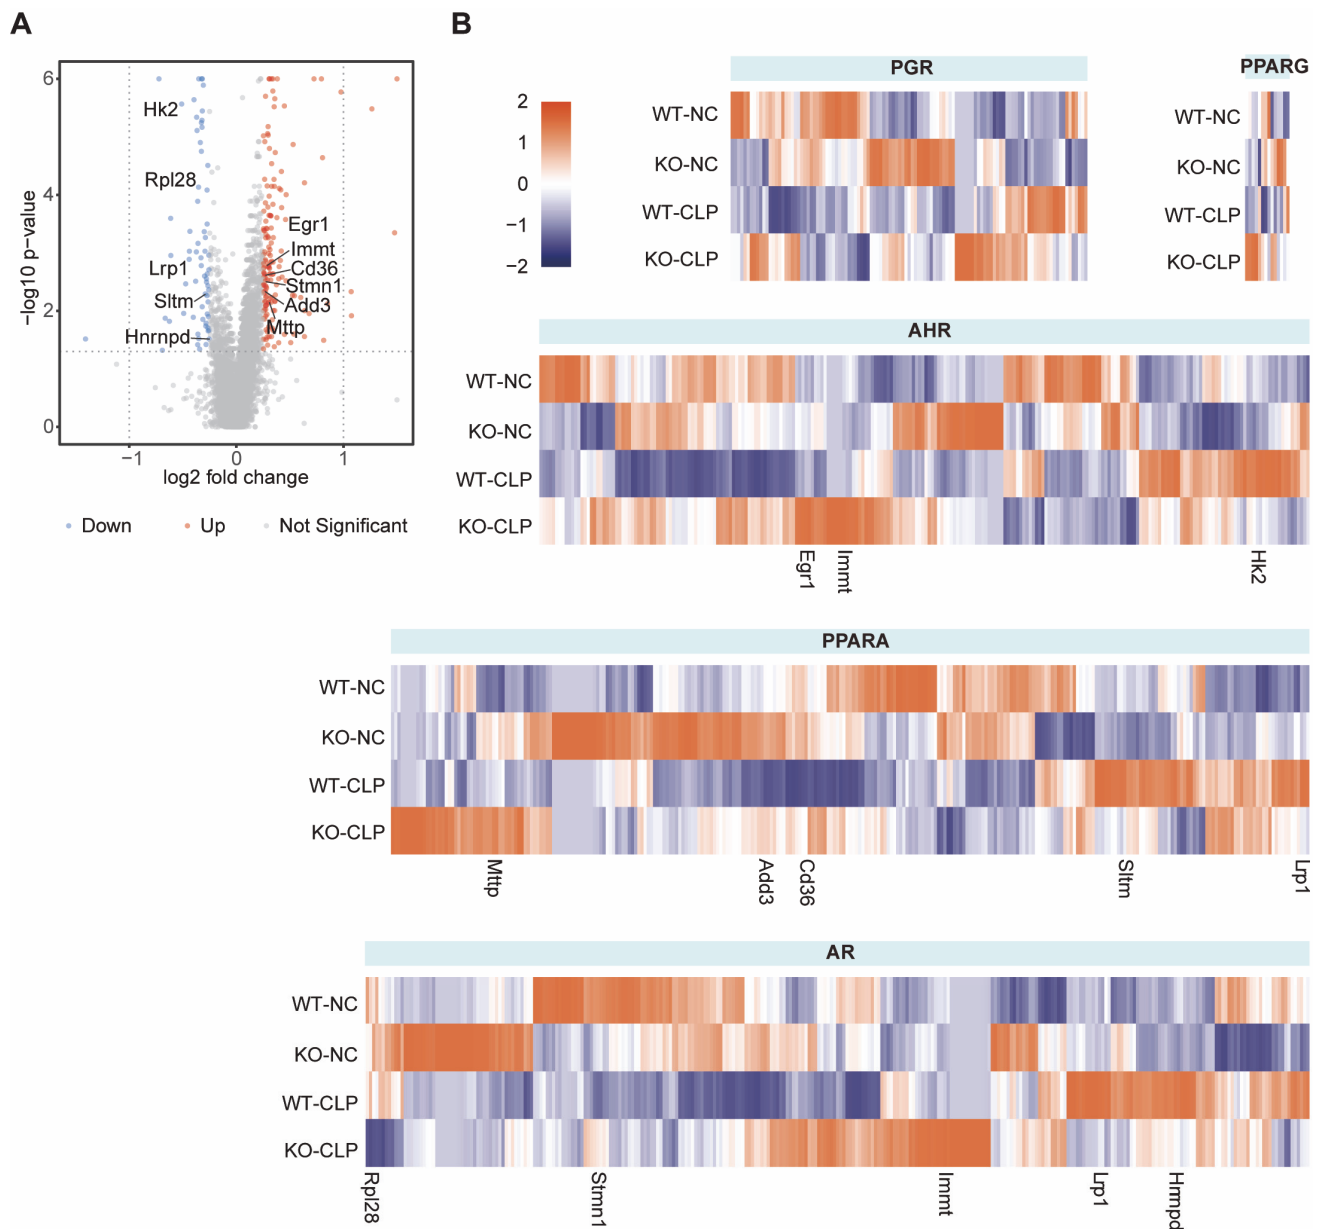 A
B
6
4
2
0
−log10 p−value
−1
0
1
log2 fold change
Hk2
Rpl28
Egr1
Immt
Cd36
Stmn1
Add3
Mttp
Lrp1
Sltm
Hnrnpd
Down
Up
Not Significant
2
1
0
−1
−2
PGR
WT-NC
KO-NC
WT-CLP
KO-CLP
PPARG
WT-NC
KO-NC
WT-CLP
KO-CLP
AHR
WT-NC
KO-NC
WT-CLP
KO-CLP
Egr1
Immt
Hk2
PPARA
WT-NC
KO-NC
WT-CLP
KO-CLP
Mttp
Add3
Cd36
Sltm
Lrp1
AR
WT-NC
KO-NC
WT-CLP
KO-CLP
Rpl28
Stmn1
Immt
Lrp1